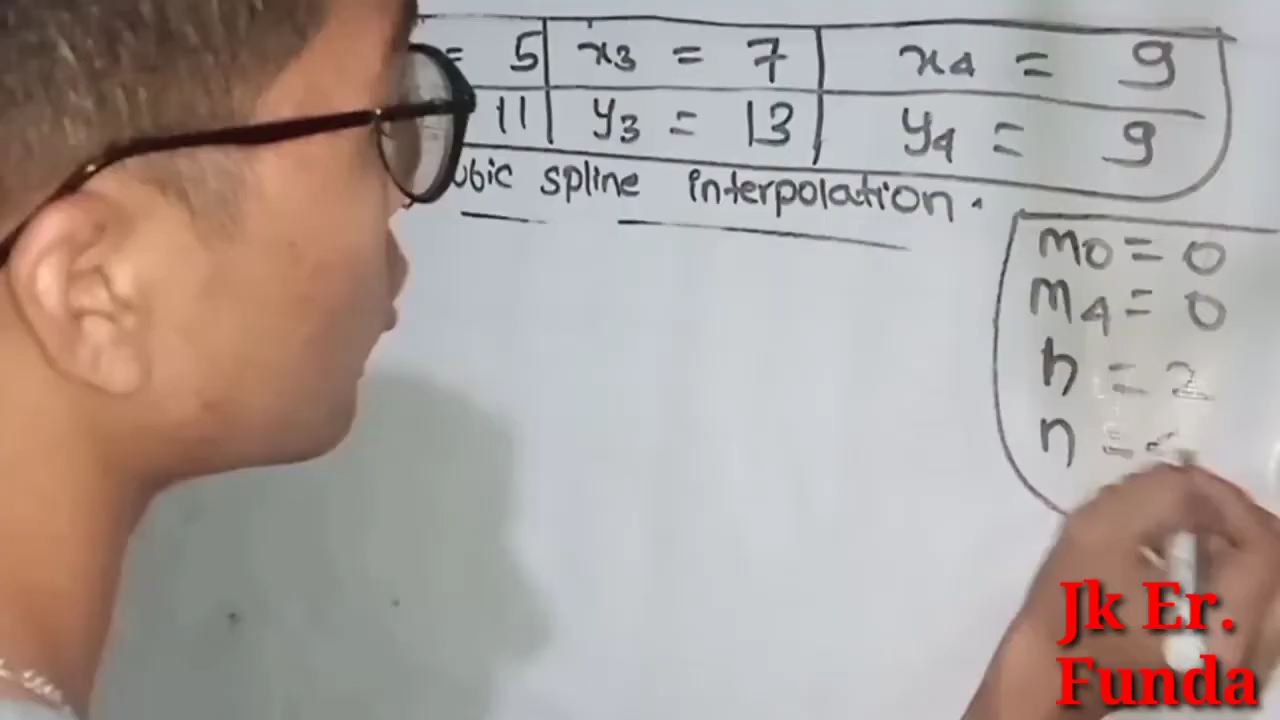 = 5 x3 = 7 x4 = 9
11 y3 = 13 y4 = 9
ubic spline interpolation.
m0 = 0
m4 = 0
h = 2
n =
Jk Er.
Funda